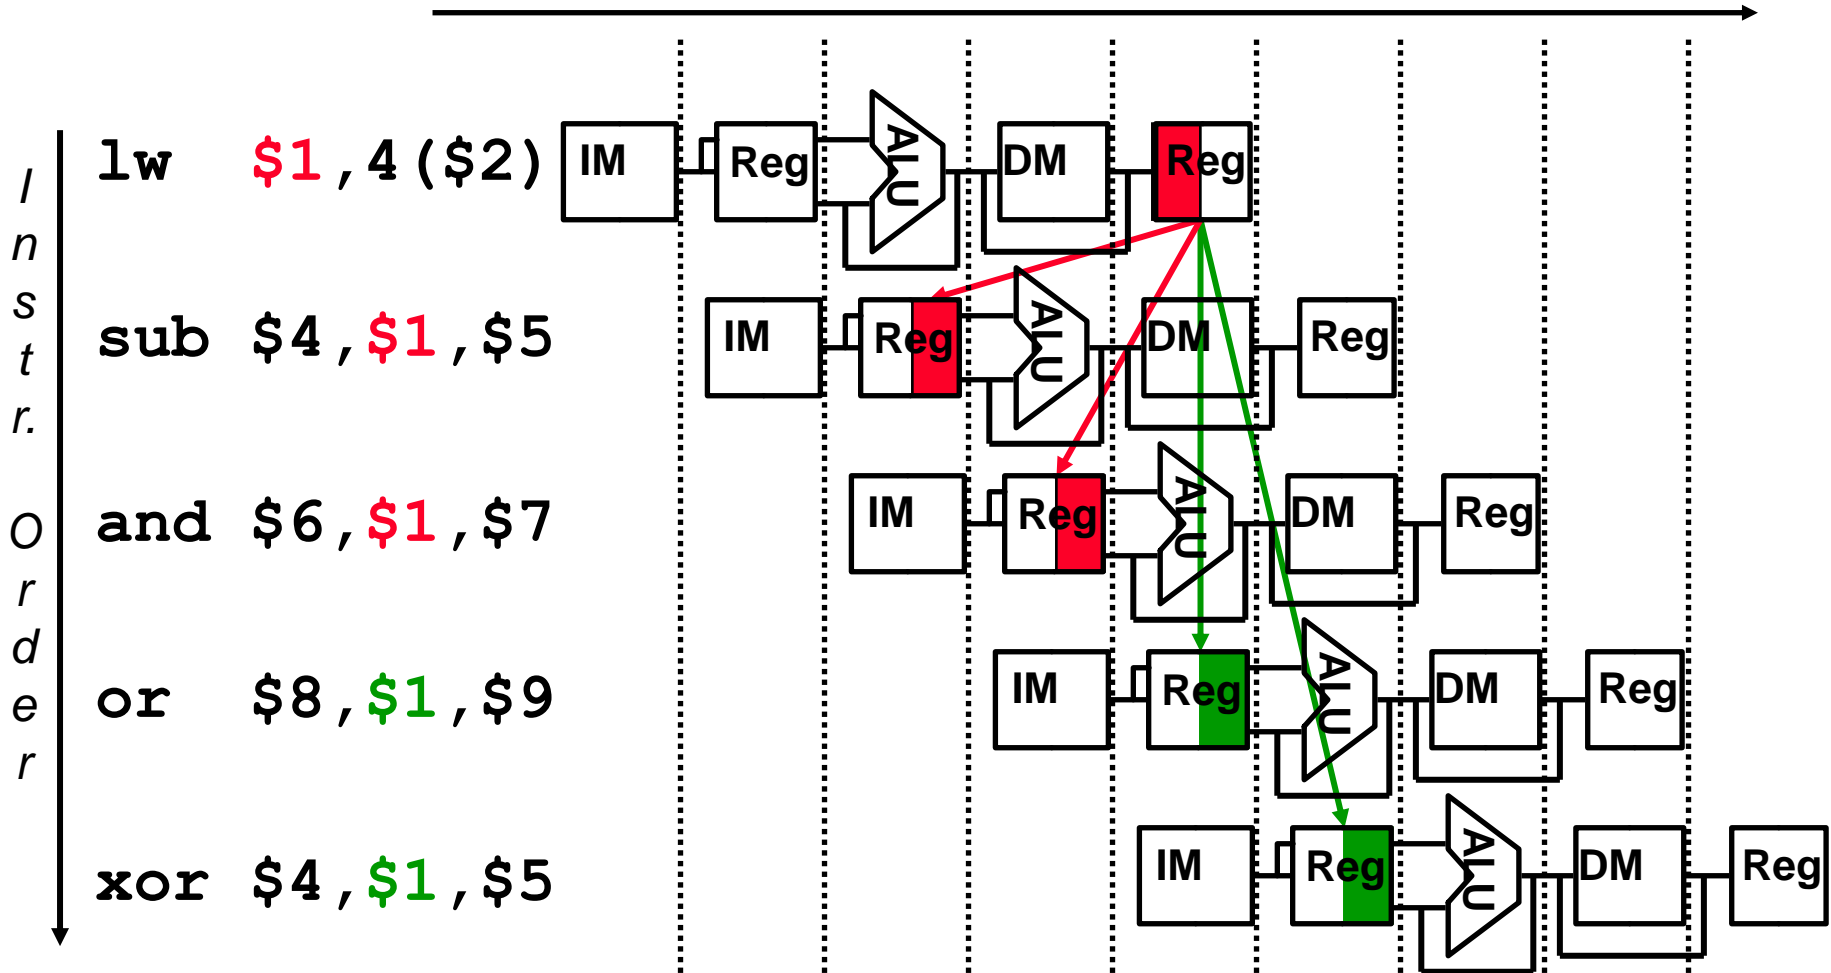 Instr. Order
lw $1,4($2) IM Reg ALU DM Reg
sub $4,$1,$5 IM Reg ALU DM Reg
and $6,$1,$7 IM Reg ALU DM Reg
or $8,$1,$9 IM Reg ALU DM Reg
xor $4,$1,$5 IM Reg ALU DM Reg